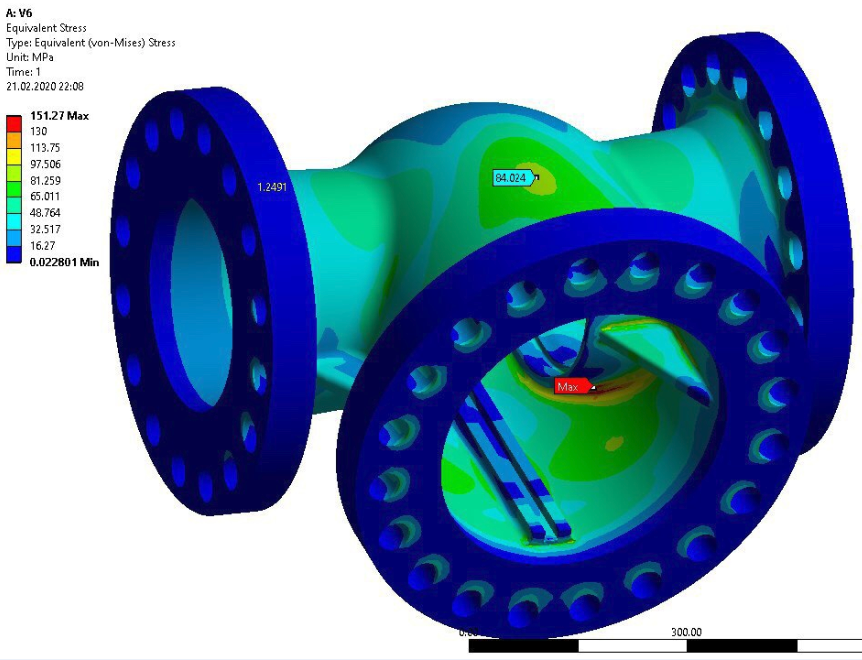 A: V6
Equivalent Stress
Type: Equivalent (von-Mises) Stress
Unit: MPa
Time: 1
21.02.2020 22:08
151.27 Max
130
113.75
97.506
81.259
65.011
48.764
32.517
16.27
0.022801 Min
1.2491
84.024
Max
300.00